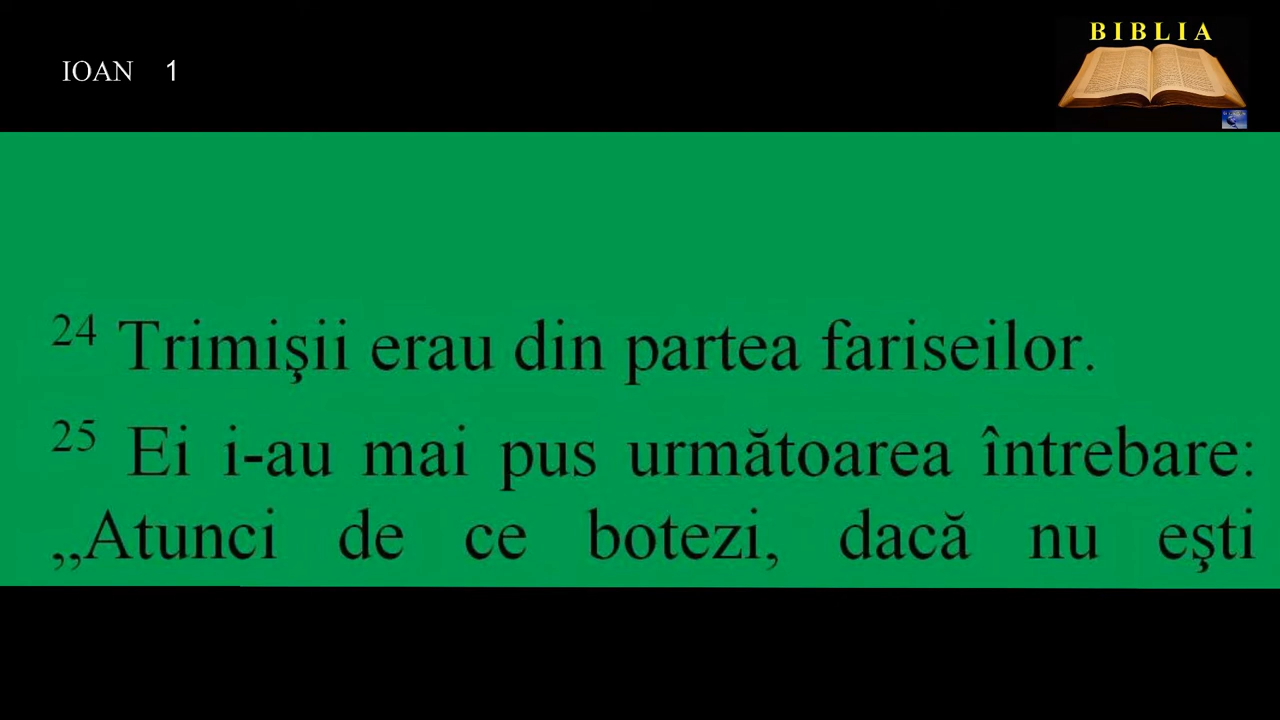 BIBLIA
IOAN 1
24 Trimişii erau din partea fariseilor.
25 Ei i-au mai pus următoarea întrebare:
„Atunci de ce botezi, dacă nu eşti